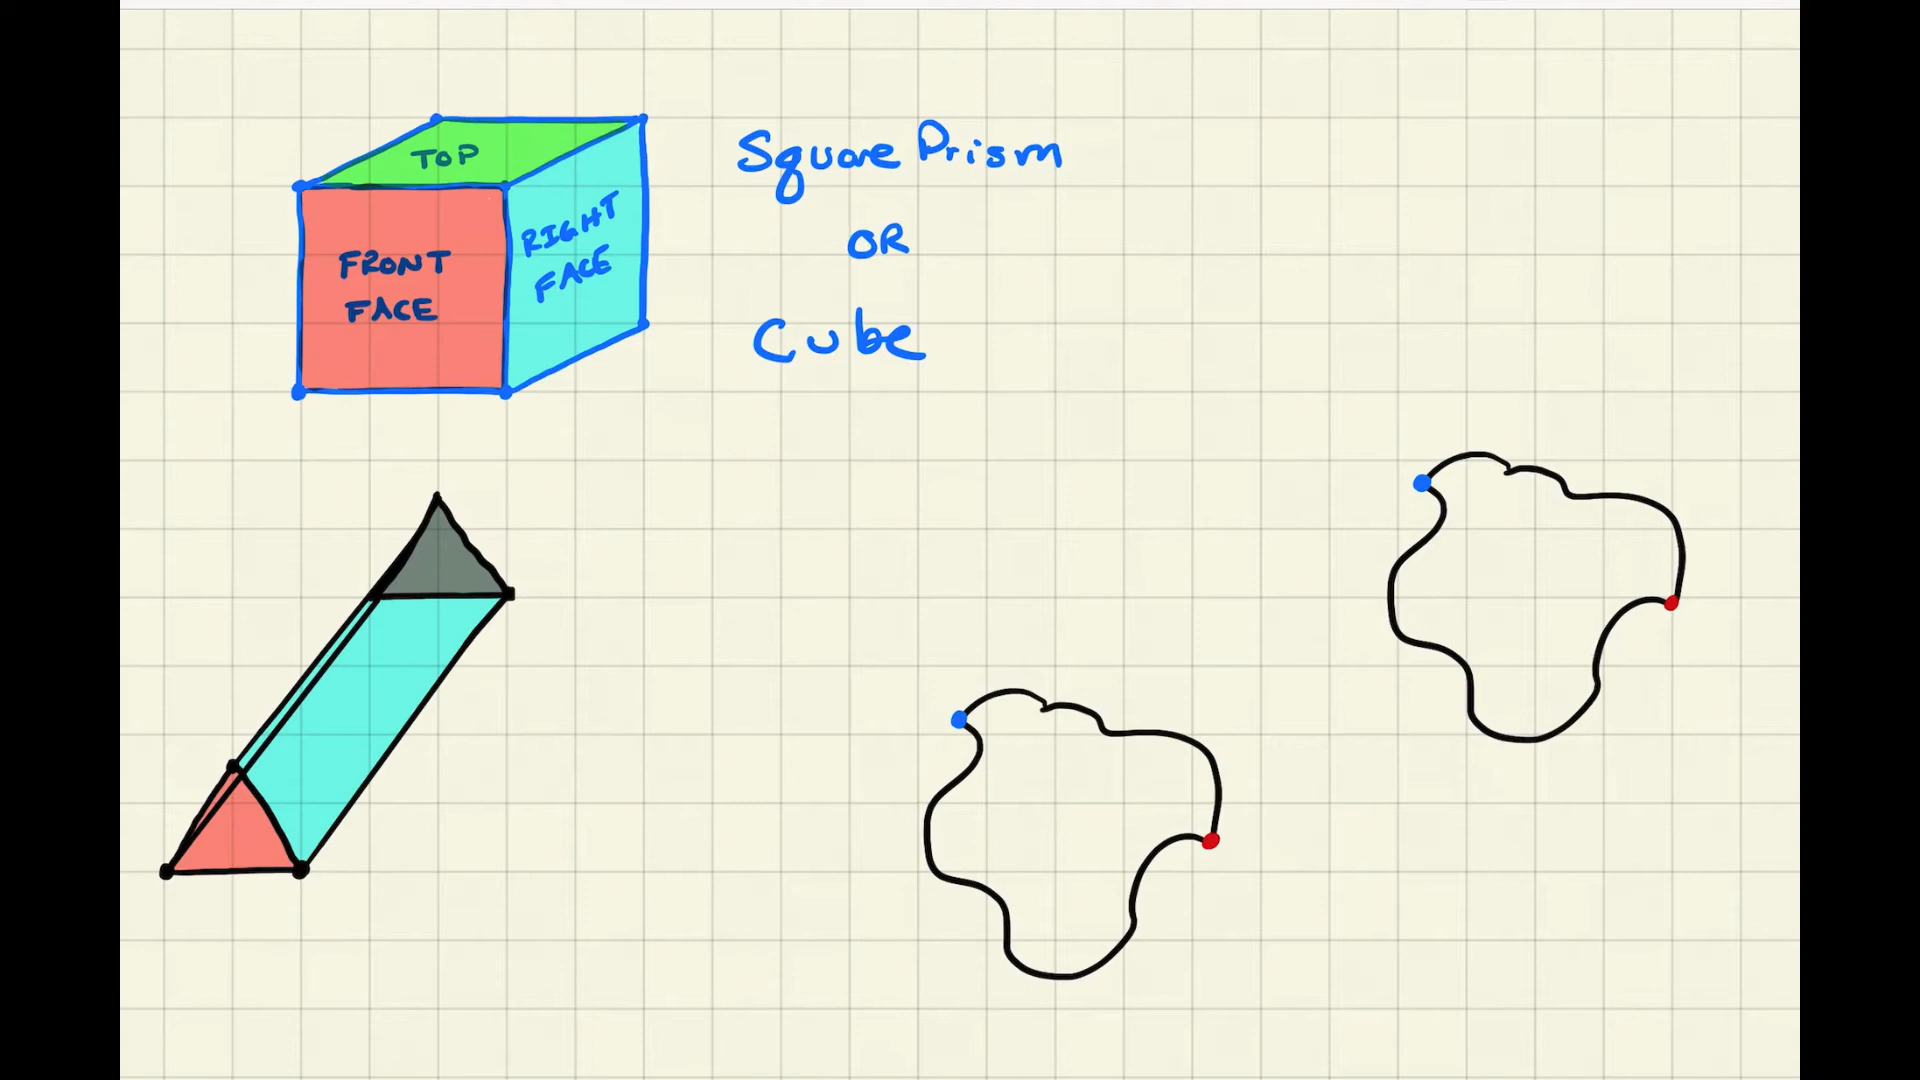 TOP
FRONT
FACE
RIGHT
FACE
Square Prism
OR
Cube